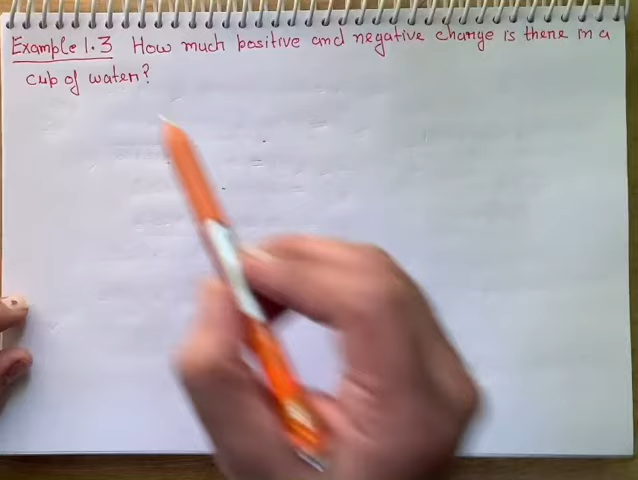 Example 1.3 How much positive and negative charge is there in a
cup of water?